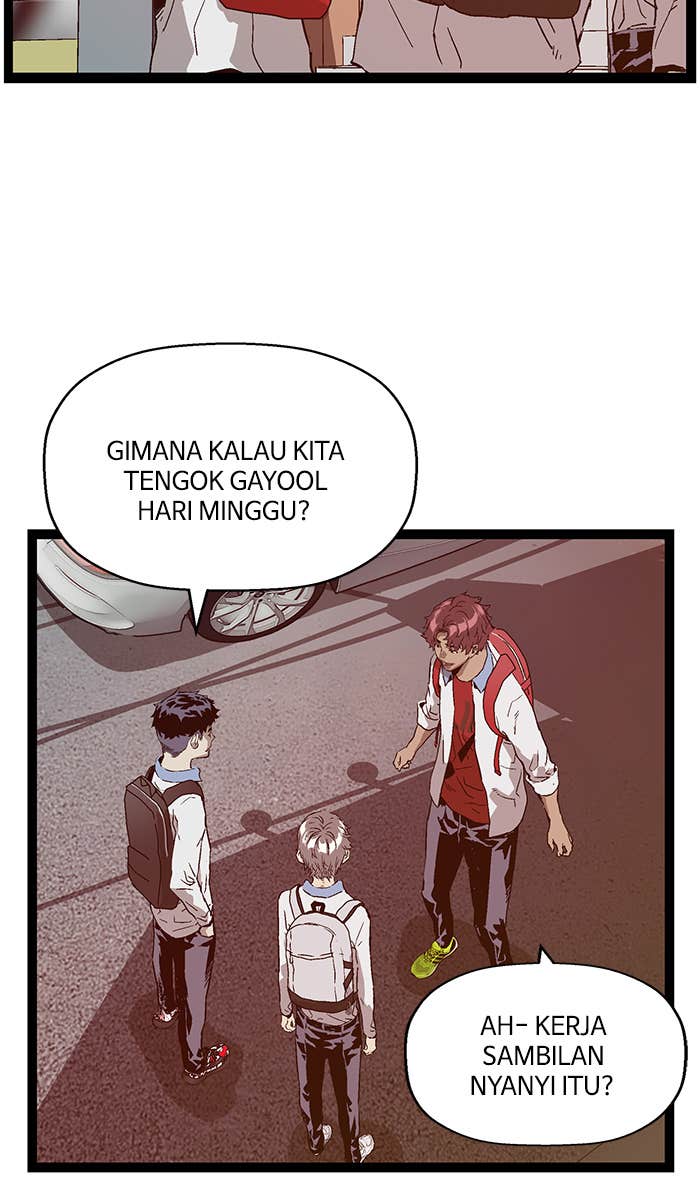 GIMANA KALAU KITA
TENGOK GAYOOL
HARI MINGGU?
AH- KERJA
SAMBILAN
NYANYI ITU?